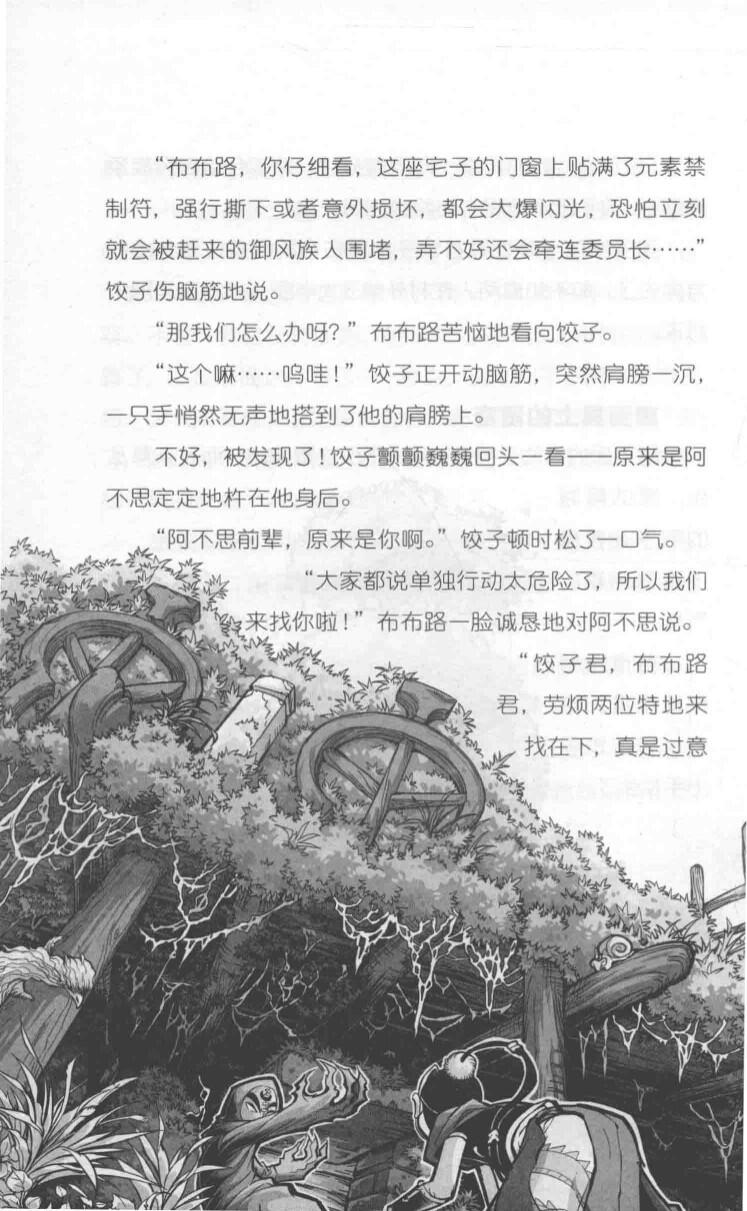 “布布路，你仔细看，这座宅子的门窗上贴满了元素禁
制符，强行撕下或者意外损坏，都会大爆闪光，恐怕立刻
就会被赶来的御风族人围堵，弄不好还会牵连委员长……”
饺子伤脑筋地说。
“那我们怎么办呀？”布布路苦恼地看向饺子。
“这个嘛……呜哇！”饺子正开动脑筋，突然肩膀一沉，
一只手悄然无声地搭到了他的肩膀上。
不好，被发现了！饺子颤颤巍巍回头一看——原来是阿
不思定定地杵在他身后。
“阿不思前辈，原来是你啊。”饺子顿时松了一口气。
“大家都说单独行动太危险了，所以我们
来找你啦！”布布路一脸诚恳地对阿不思说。
“饺子君，布布路
君，劳烦两位特地来
找在下，真是过意